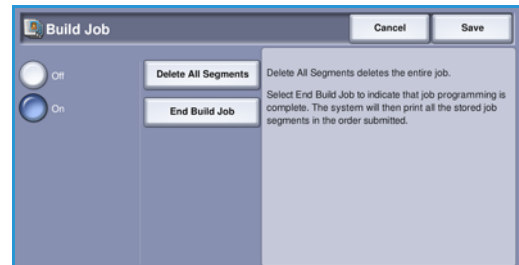 Build Job
Cancel
Save
Off
On
Delete All Segments
End Build Job
Delete All Segments deletes the entire job.
Select End Build Job to indicate that job programming is
complete. The system will then print all the stored job
segments in the order submitted.